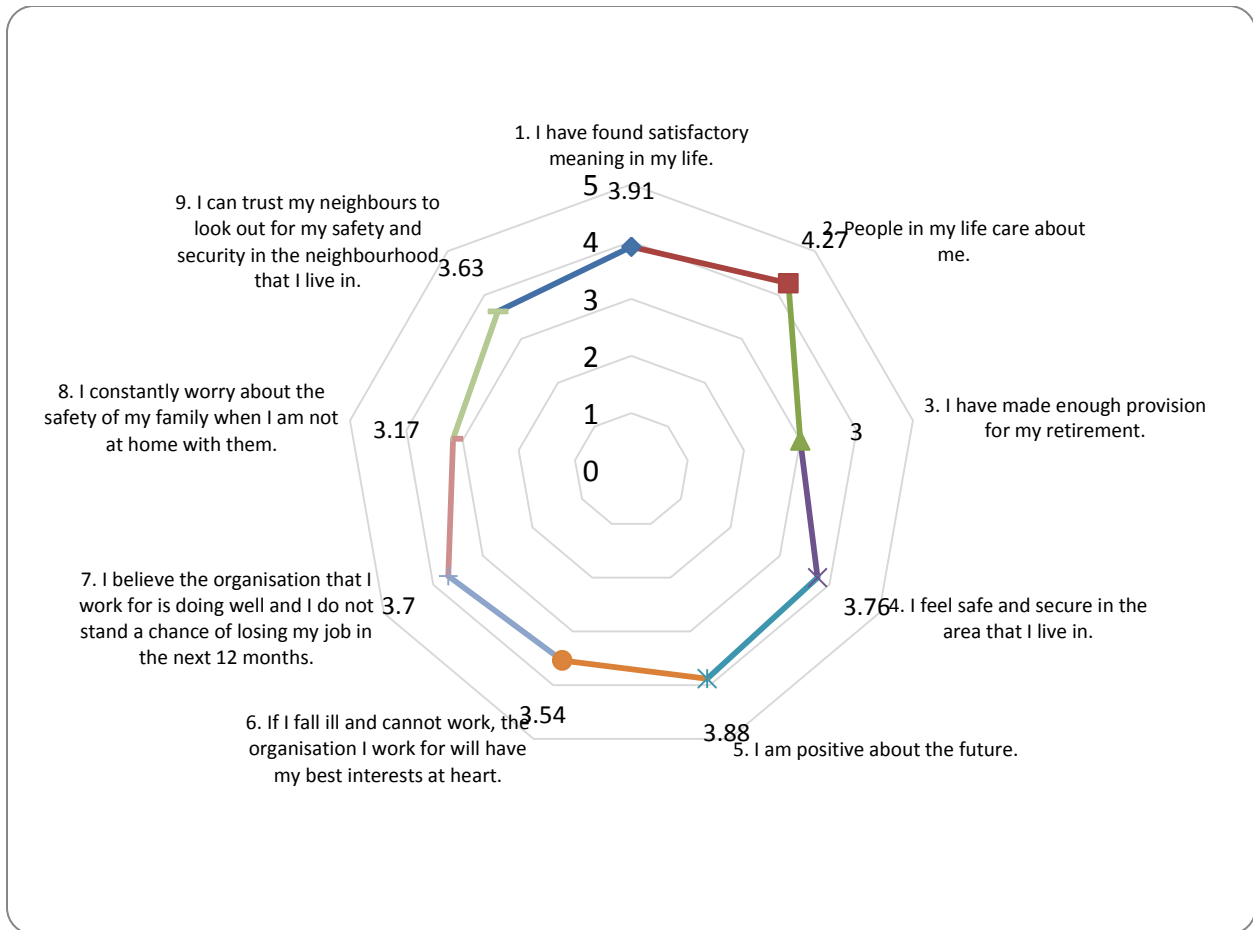 1. I have found satisfactory
meaning in my life.
3.91
2. People in my life care about
me.
4.27
3. I have made enough provision
for my retirement.
3
4. I feel safe and secure in the
area that I live in.
3.76
5. I am positive about the future.
3.88
6. If I fall ill and cannot work, the
organisation I work for will have
my best interests at heart.
3.54
7. I believe the organisation that I
work for is doing well and I do not
stand a chance of losing my job in
the next 12 months.
3.7
8. I constantly worry about the
safety of my family when I am not
at home with them.
3.17
9. I can trust my neighbours to
look out for my safety and
security in the neighbourhood
that I live in.
3.63
5
4
3
2
1
0